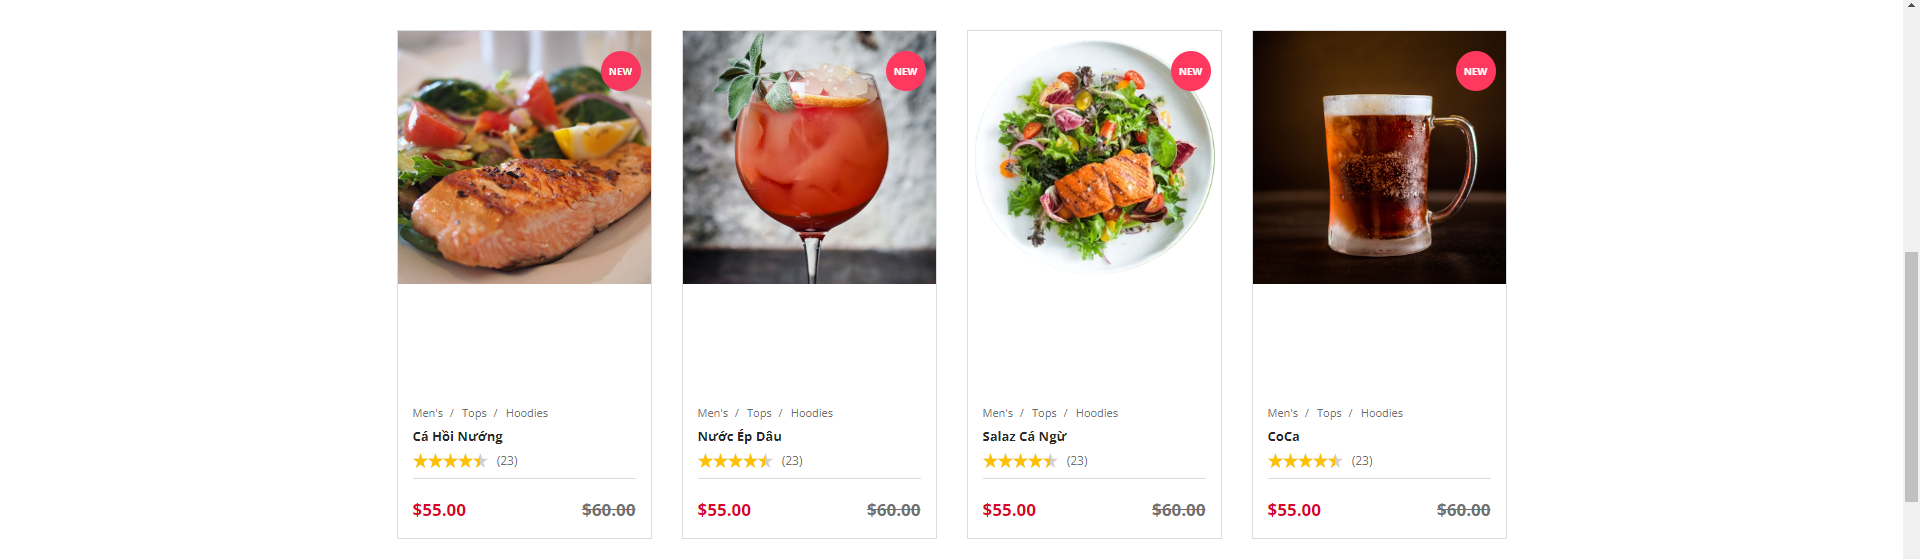 NEW
NEW
NEW
NEW
Men's / Tops / Hoodies
Cá Hồi Nướng
(23)
$55.00 $60.00
Men's / Tops / Hoodies
Nước Ép Dâu
(23)
$55.00 $60.00
Men's / Tops / Hoodies
Salaz Cá Ngừ
(23)
$55.00 $60.00
Men's / Tops / Hoodies
CoCa
(23)
$55.00 $60.00